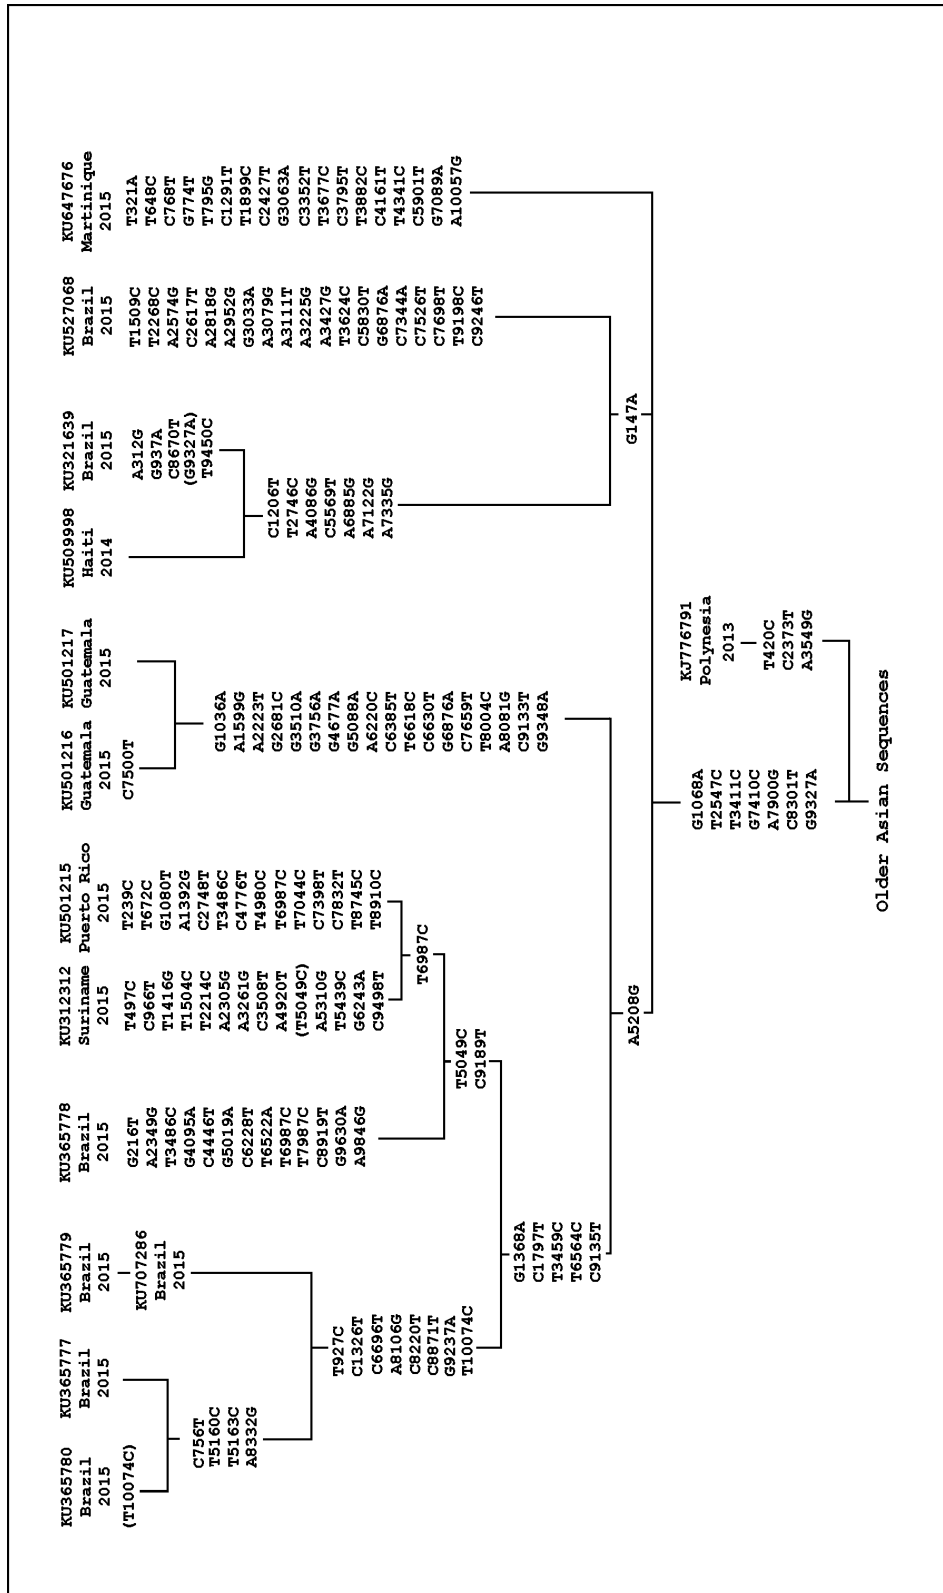 KU365780
Brazil
2015
(T10074C)
KU365777
Brazil
2015
C756T
T5160C
T5163C
A8332G
KU365779
Brazil
2015
KU707286
Brazil
2015
T927C
C1326T
C6696T
A8106G
C8220T
C8871T
G9237A
T10074C
KU365778
Brazil
2015
G216T
A2349G
T3486C
G4095A
C4446T
G5019A
C6228T
T6522A
T6987C
T7987C
C8919T
G9630A
A9846G
KU312312
Suriname
2015
T497C
C966T
T1416G
T1504C
T2214C
A2305G
A3261G
C3508T
A4920T
(T5049C)
A5310G
T5439C
G6243A
C9498T
KU501215
Puerto Rico
2015
T239C
T672C
G1080T
A1392G
C2748T
T3486C
C4776T
T4980C
T6987C
T7044C
C7398T
C7832T
T8745C
T8910C
T6987C
T5049C
C9189T
G1368A
C1797T
T3459C
T6564C
C9135T
KU501216
Guatemala
2015
C7500T
KU501217
Guatemala
2015
G1036A
A1599G
A2223T
G2681C
G3510A
G3756A
G4677A
G5088A
A6220C
C6385T
T6618C
C6630T
G6876A
C7659T
T8004C
A8081G
C9133T
G9348A
A5208G
KU509998
Haiti
2014
KU321639
Brazil
2015
A312G
G937A
C8670T
(G9327A)
T9450C
C1206T
T2746C
A4086G
C5569T
A6885G
A7122G
A7335G
KU527068
Brazil
2015
T1509C
T2268C
A2574G
C2617T
A2818G
A2952G
G3033A
A3079G
A3111T
A3225G
A3427G
T3624C
C5830T
G6876A
C7344A
C7526T
C7698T
T9198C
C9246T
G147A
KU647676
Martinique
2015
T321A
T648C
C768T
G774T
T795G
C1291T
T1899C
C2427T
G3063A
C3352T
T3677C
C3795T
T3882C
C4161T
T4341C
C5901T
G7089A
A10057G
G1068A
T2547C
T3411C
G7410C
A7900G
C8301T
G9327A
KJ776791
Polynesia
2013
T420C
C2373T
A3549G
Older Asian Sequences